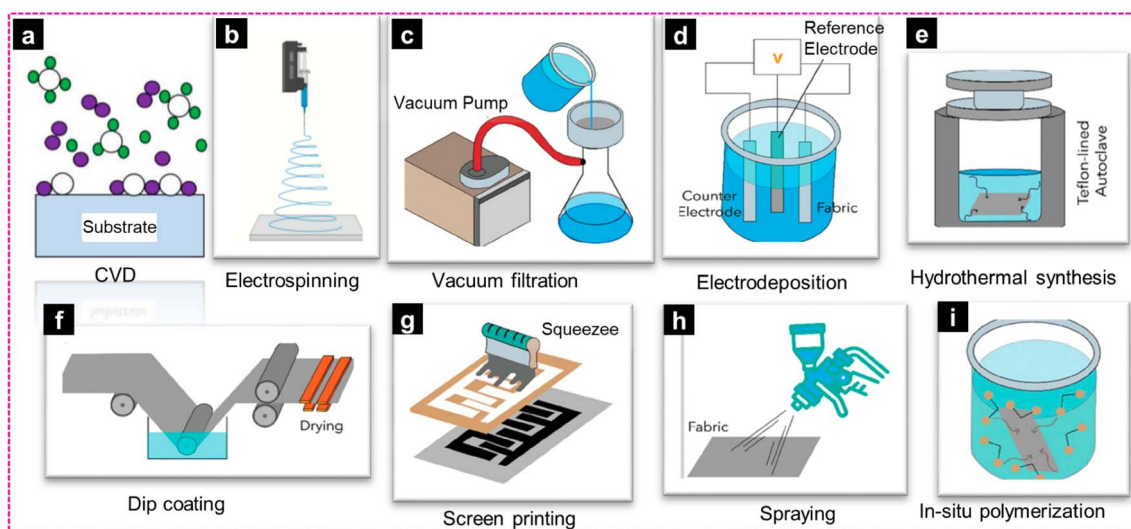 a
Substrate
CVD
b
Electrospinning
c
Vacuum Pump
Vacuum filtration
d
Reference
Electrode
V
Counter
Electrode
Fabric
Electrodeposition
e
Teflon-lined
Autoclave
Hydrothermal synthesis
Substrate
f
Drying
Dip coating
g
Squeezee
Screen printing
h
Fabric
Spraying
i
In-situ polymerization